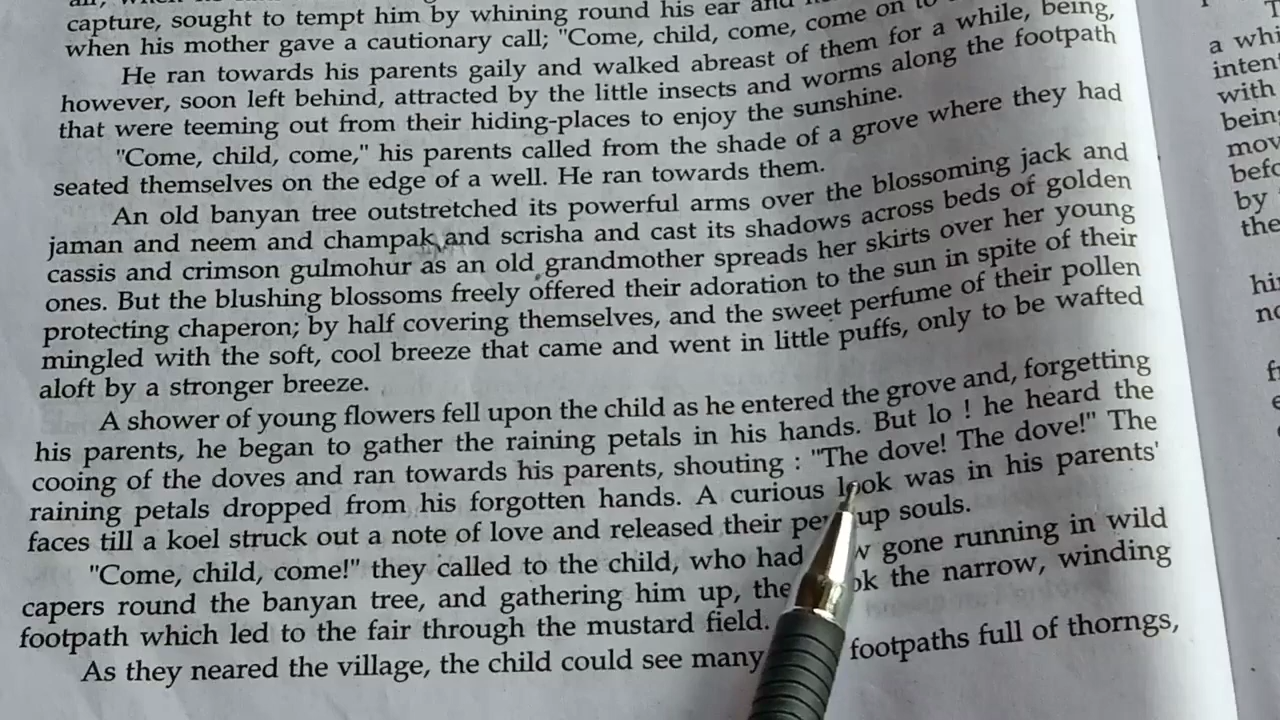 capture, sought to tempt him by whining round his ear and
when his mother gave a cautionary call; "Come, child, come, come on to
He ran towards his parents gaily and walked abreast of them for a while, being,
however, soon left behind, attracted by the little insects and worms along the footpath
that were teeming out from their hiding-places to enjoy the sunshine.
"Come, child, come," his parents called from the shade of a grove where they had
seated themselves on the edge of a well. He ran towards them.
An old banyan tree outstretched its powerful arms over the blossoming jack and
jaman and neem and champak and scrisha and cast its shadows across beds of golden
cassis and crimson gulmohur as an old grandmother spreads her skirts over her young
ones. But the blushing blossoms freely offered their adoration to the sun in spite of their
protecting chaperon; by half covering themselves, and the sweet perfume of their pollen
mingled with the soft, cool breeze that came and went in little puffs, only to be wafted
aloft by a stronger breeze.
A shower of young flowers fell upon the child as he entered the grove and, forgetting
his parents, he began to gather the raining petals in his hands. But lo ! he heard the
cooing of the doves and ran towards his parents, shouting : "The dove! The dove!" The
raining petals dropped from his forgotten hands. A curious look was in his parents'
faces till a koel struck out a note of love and released their up souls.
"Come, child, come!" they called to the child, who had gone running in wild
capers round the banyan tree, and gathering him up, the narrow, winding
footpath which led to the fair through the mustard field.
As they neared the village, the child could see many footpaths full of thorngs,
a whi
with
by
the